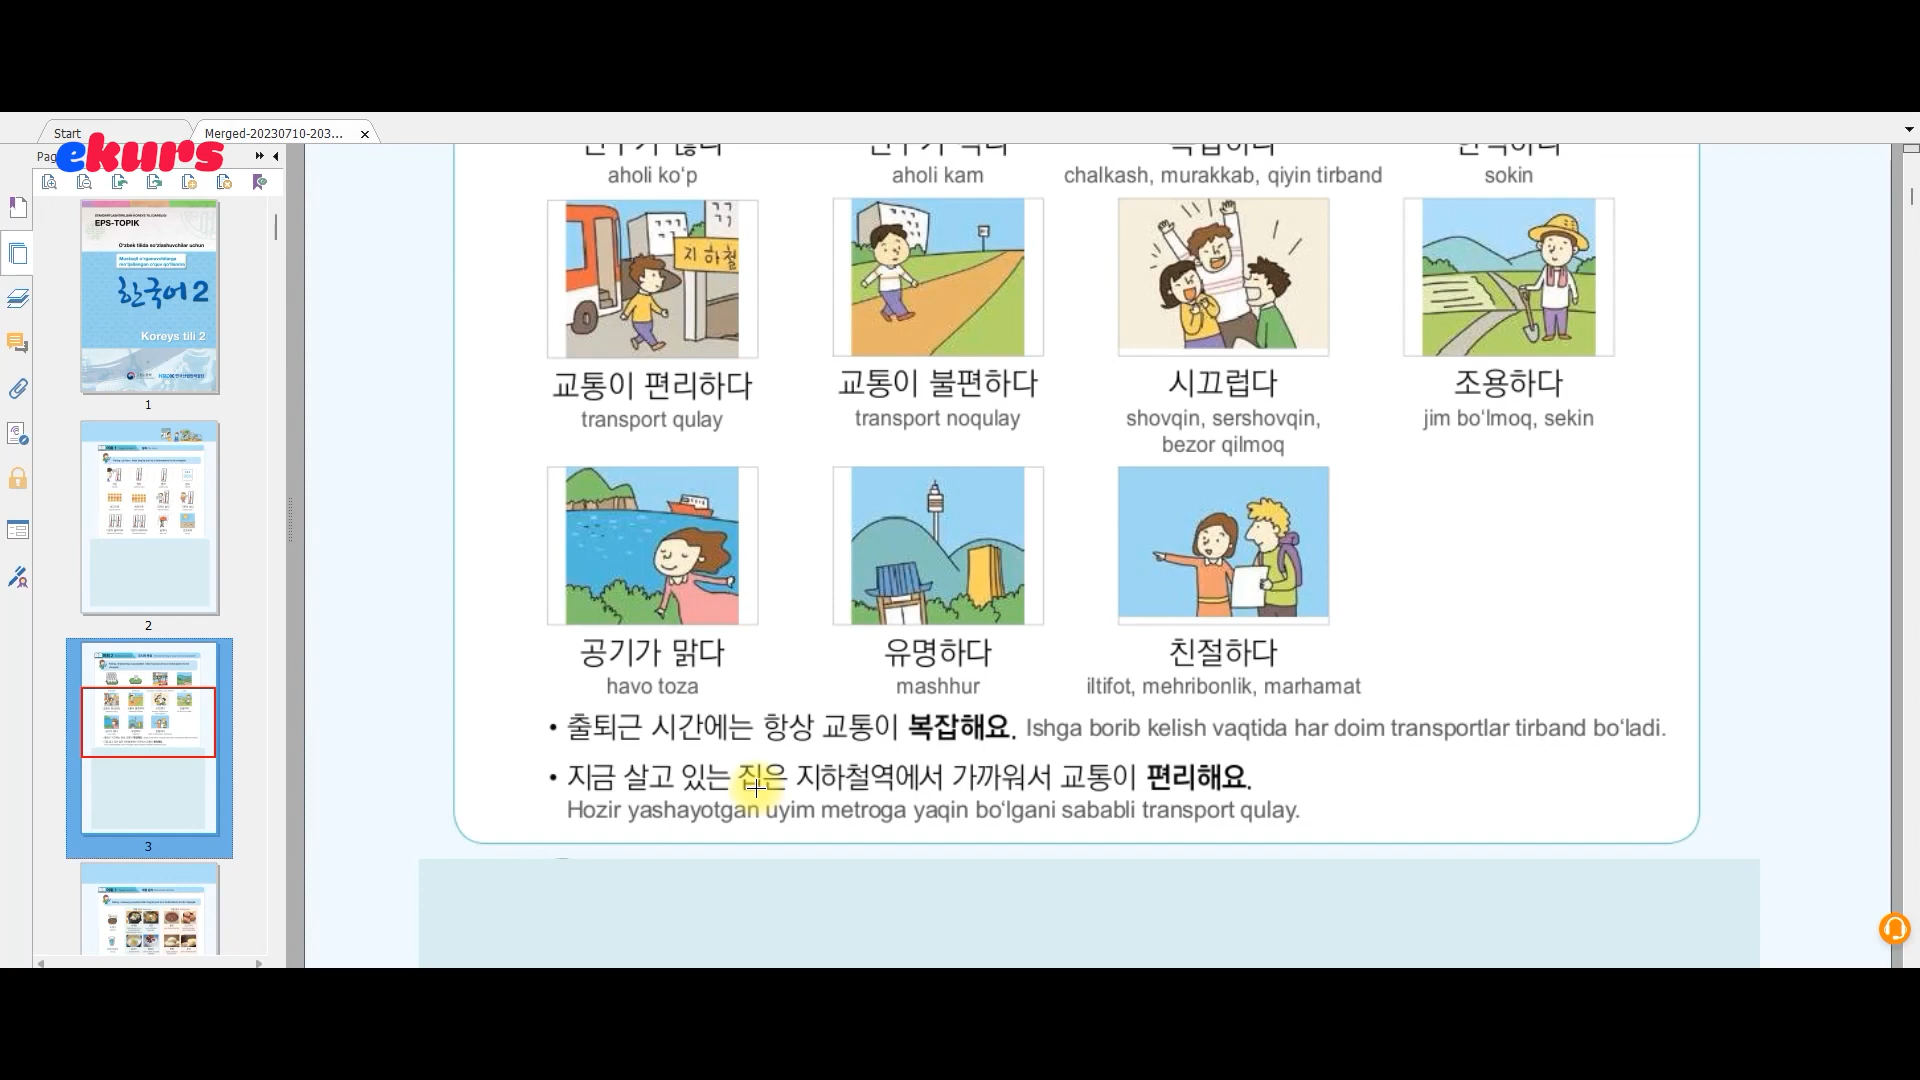 Start
Merged-20230710-203...
ekurs
aholi ko'p
aholi kam
chalkash, murakkab, qiyin tirband
sokin
EPS-TOPIK
O'zbek tilida so'zlashuvchilar uchun
한국어 2
Koreys tili 2
1
2
3
지하철
교통이 편리하다
교통이 불편하다
시끄럽다
조용하다
transport qulay
transport noqulay
shovqin, sershovqin,
bezor qilmoq
jim bo'lmoq, sekin
공기가 맑다
유명하다
친절하다
havo toza
mashhur
iltifot, mehribonlik, marhamat
• 출퇴근 시간에는 항상 교통이 복잡해요. Ishga borib kelish vaqtida har doim transportlar tirband bo'ladi.
• 지금 살고 있는 집은 지하철역에서 가까워서 교통이 편리해요.
Hozir yashayotgan uyim metroga yaqin bo'lgani sababli transport qulay.